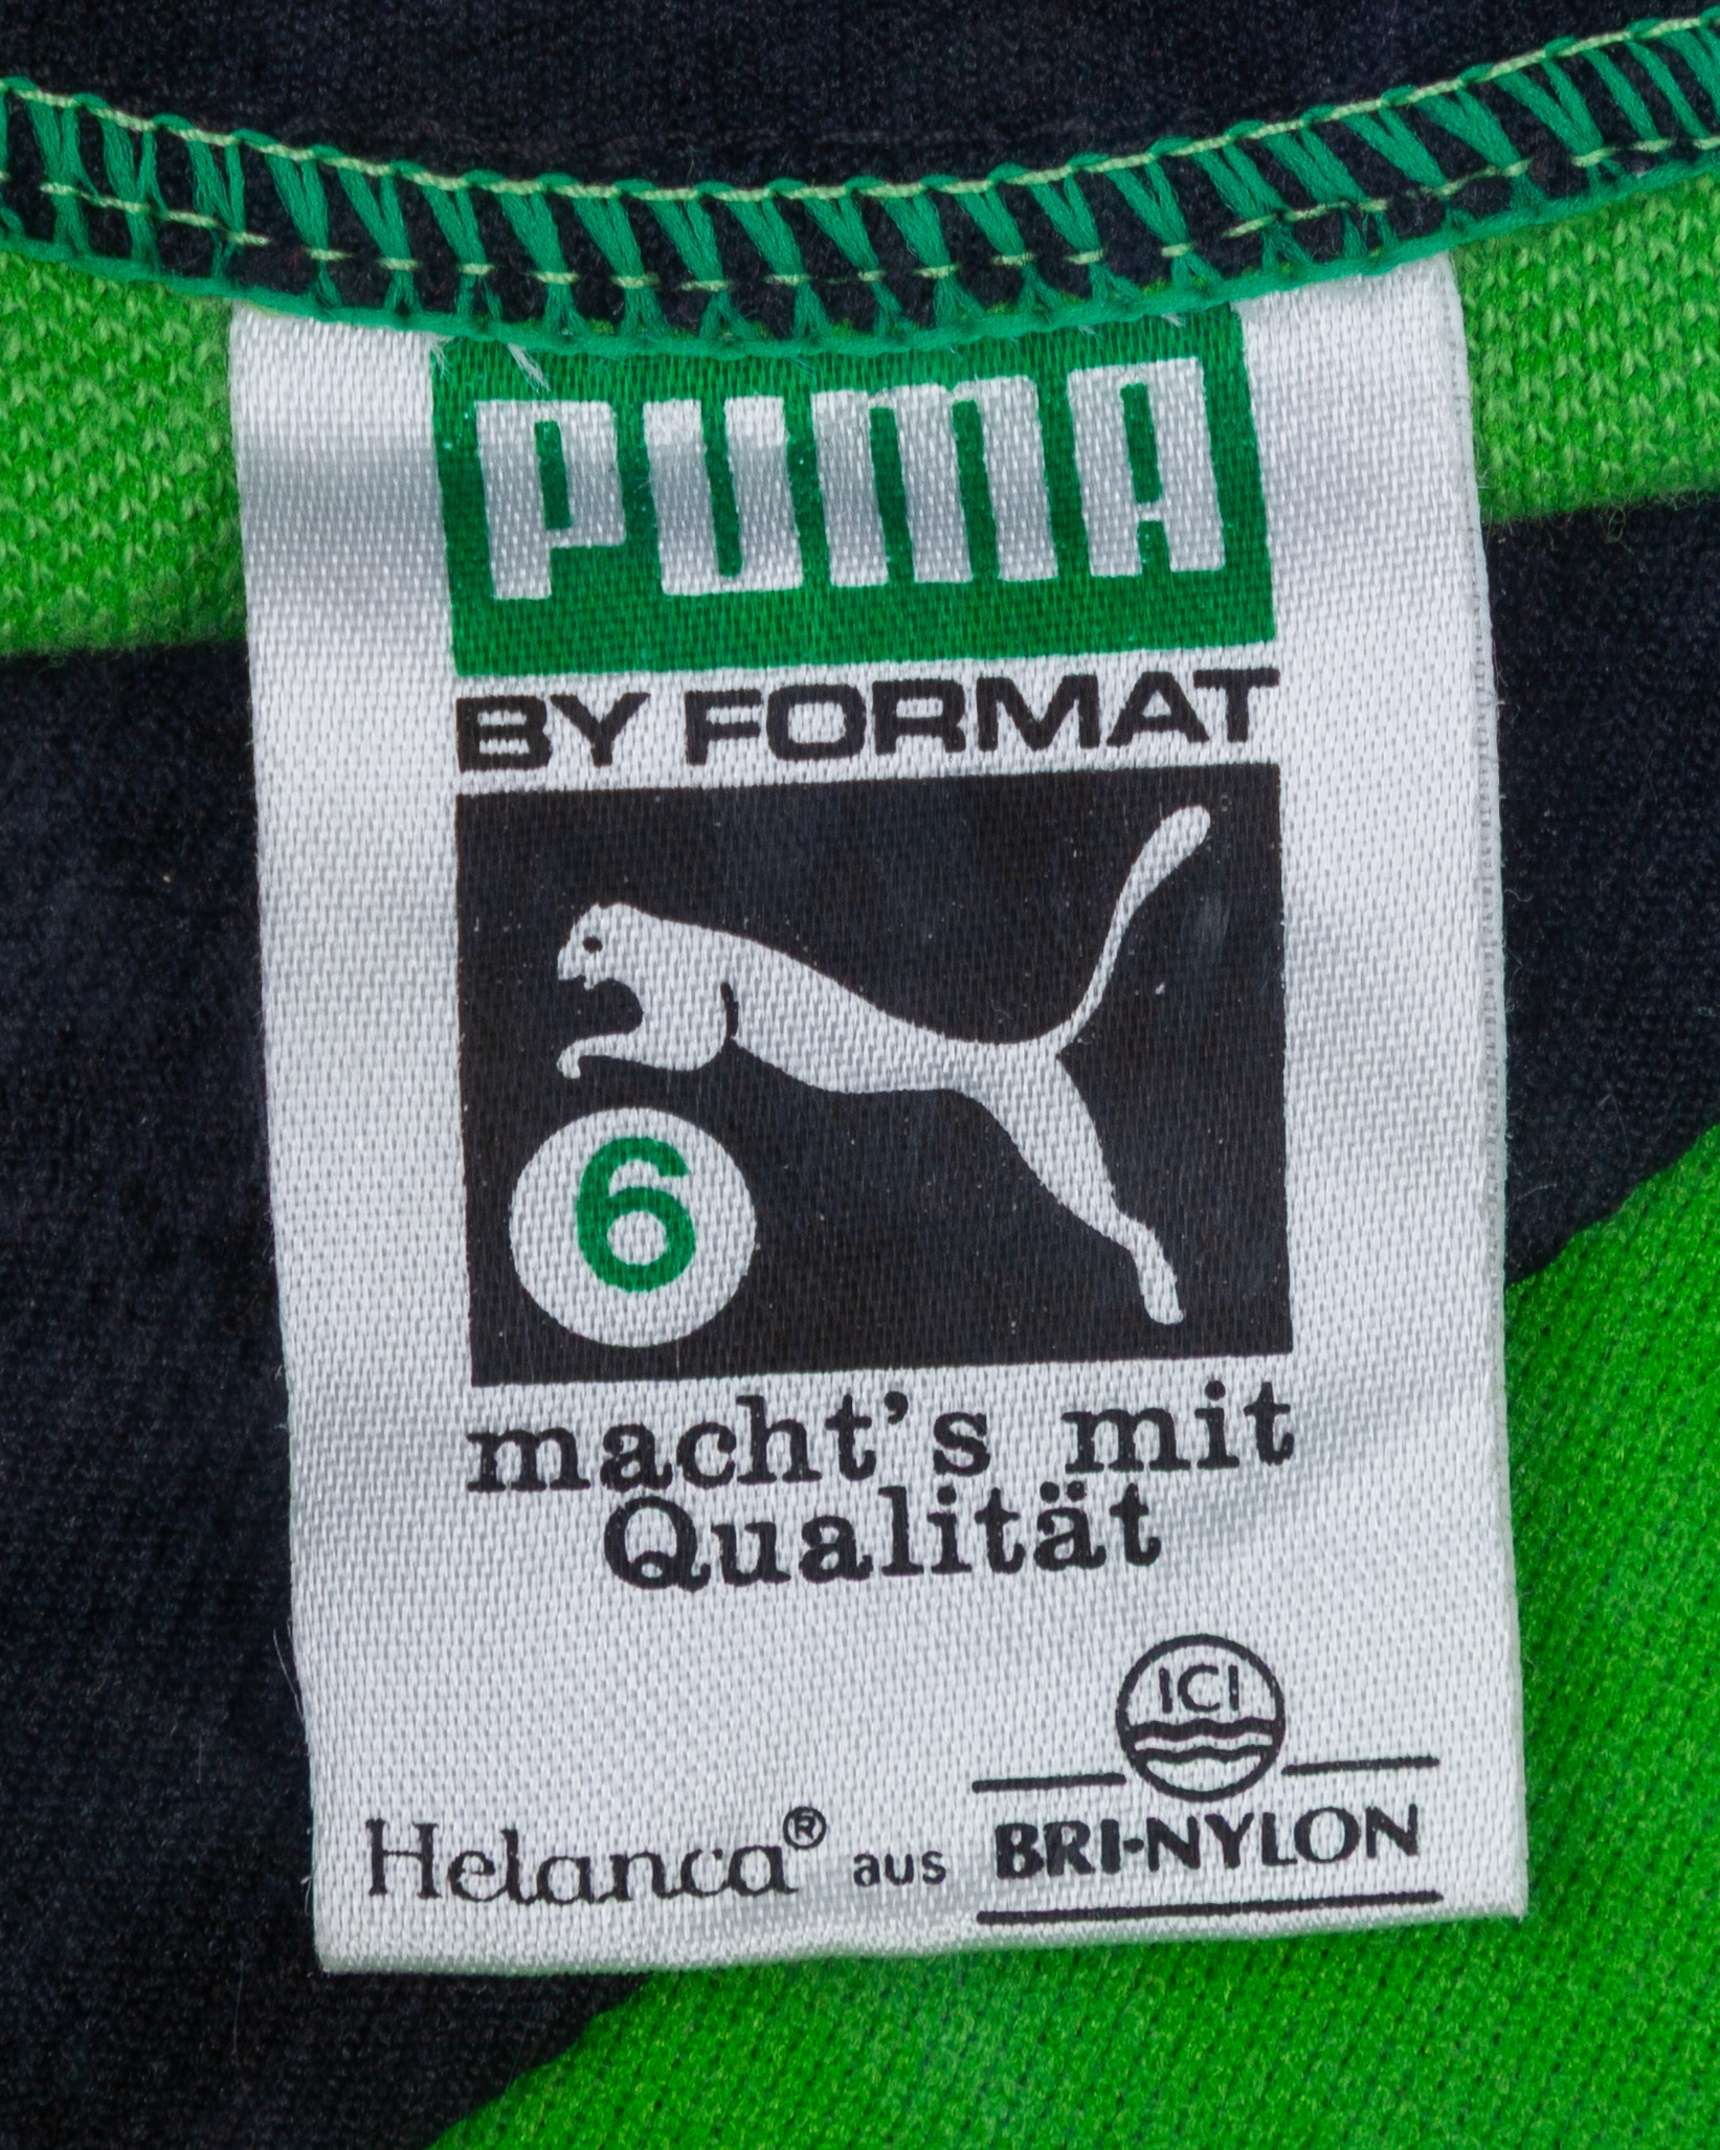 PUMA
BY FORMAT
6
macht's mit
Qualität
ICI
Helanca® aus BRI-NYLON